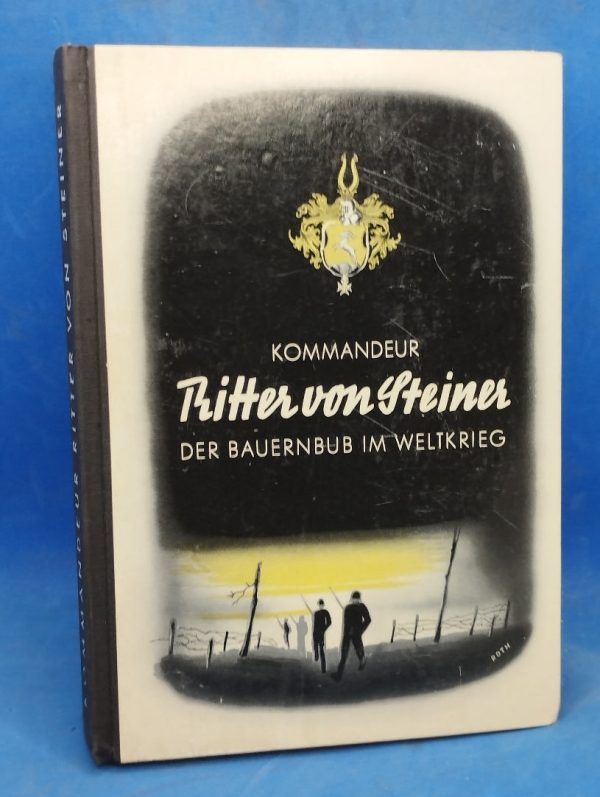 KOMMANDEUR
Ritter von Steiner
DER BAUERNBUB IM WELTKRIEG
ROTH
KOMMANDEUR RITTER VON STEINER